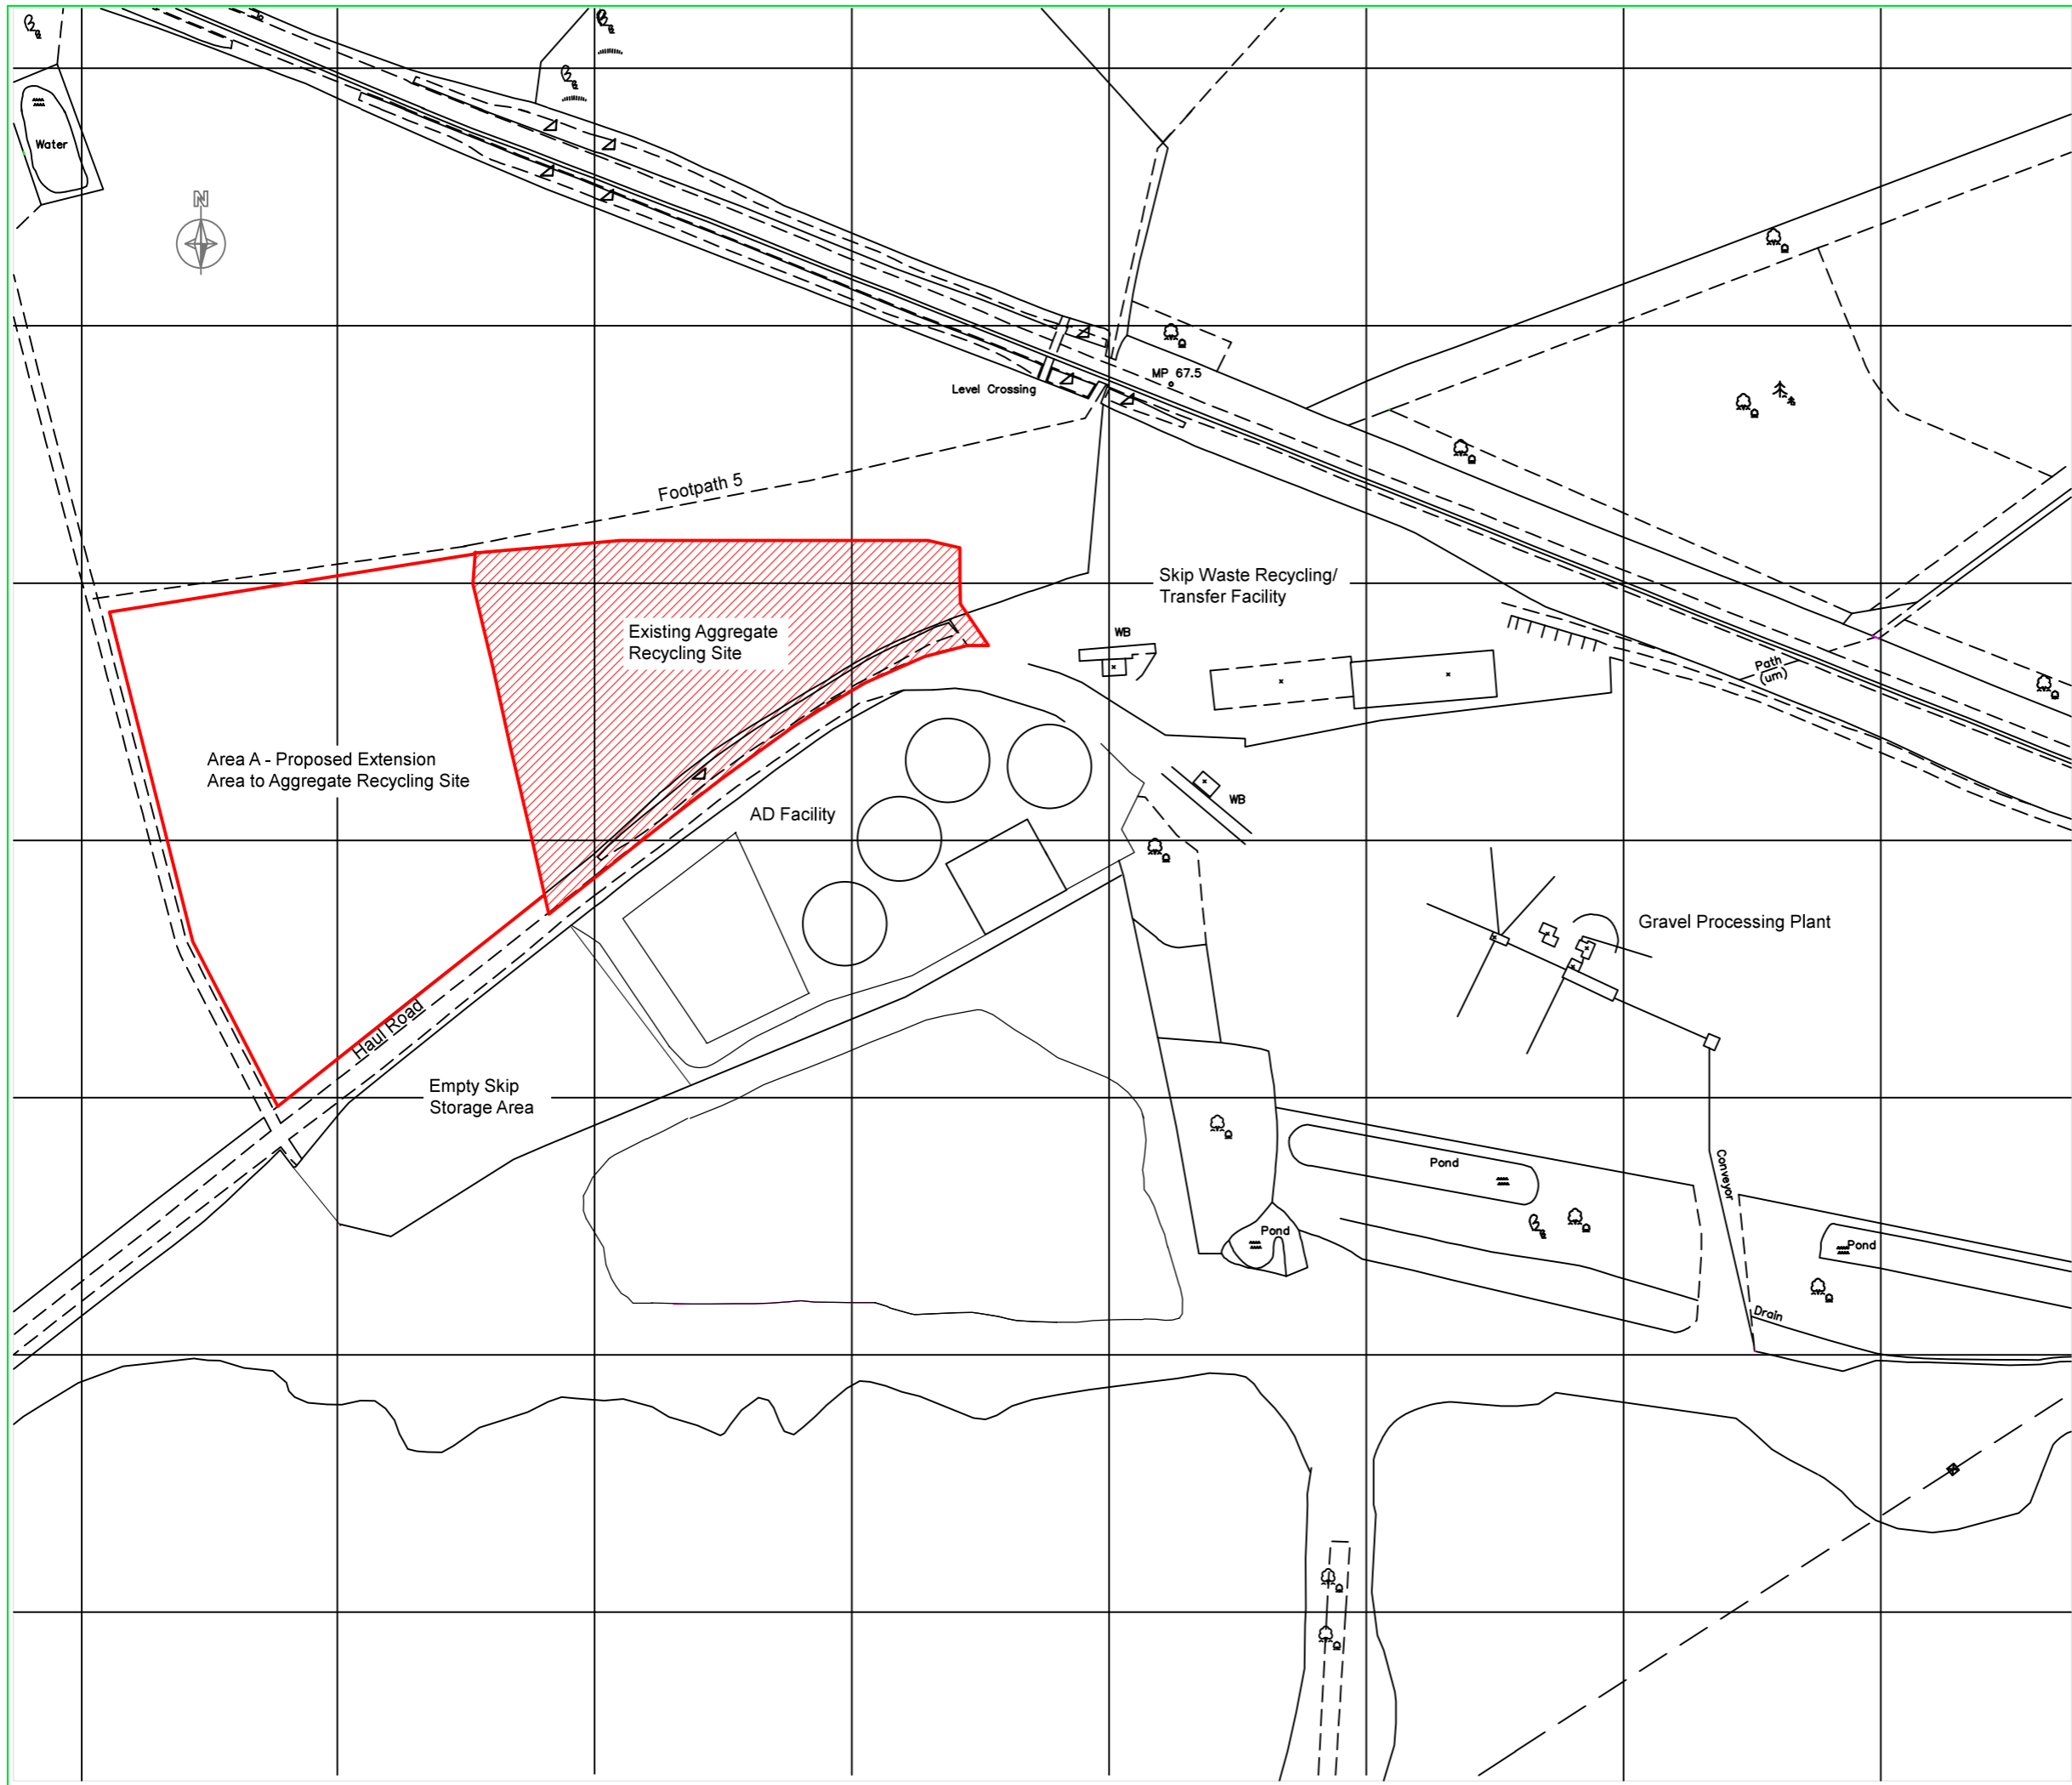 Water
N
Level Crossing
MP 67.5
Footpath 5
Skip Waste Recycling/
Transfer Facility
Existing Aggregate
Recycling Site
WB
Path
(um)
Area A - Proposed Extension
Area to Aggregate Recycling Site
AD Facility
WB
Gravel Processing Plant
Haul Road
Empty Skip
Storage Area
Pond
Conveyor
Pond
Pond
Drain